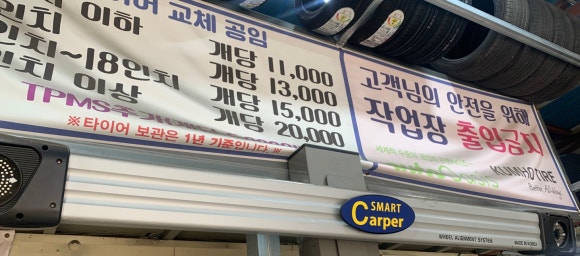 교체 공임
인치 이하 개당 11,000
인치~18인치 개당 13,000
인치 이상 개당 15,000
TPMS 개당 20,000
※타이어 보관은 1년 기준입니다※
고객님의 안전을 위해
작업장 출입금지
KUMHO TIRE
SMART
Carper
WHEEL ALIGNMENT SYSTEM
MADE IN KOREA